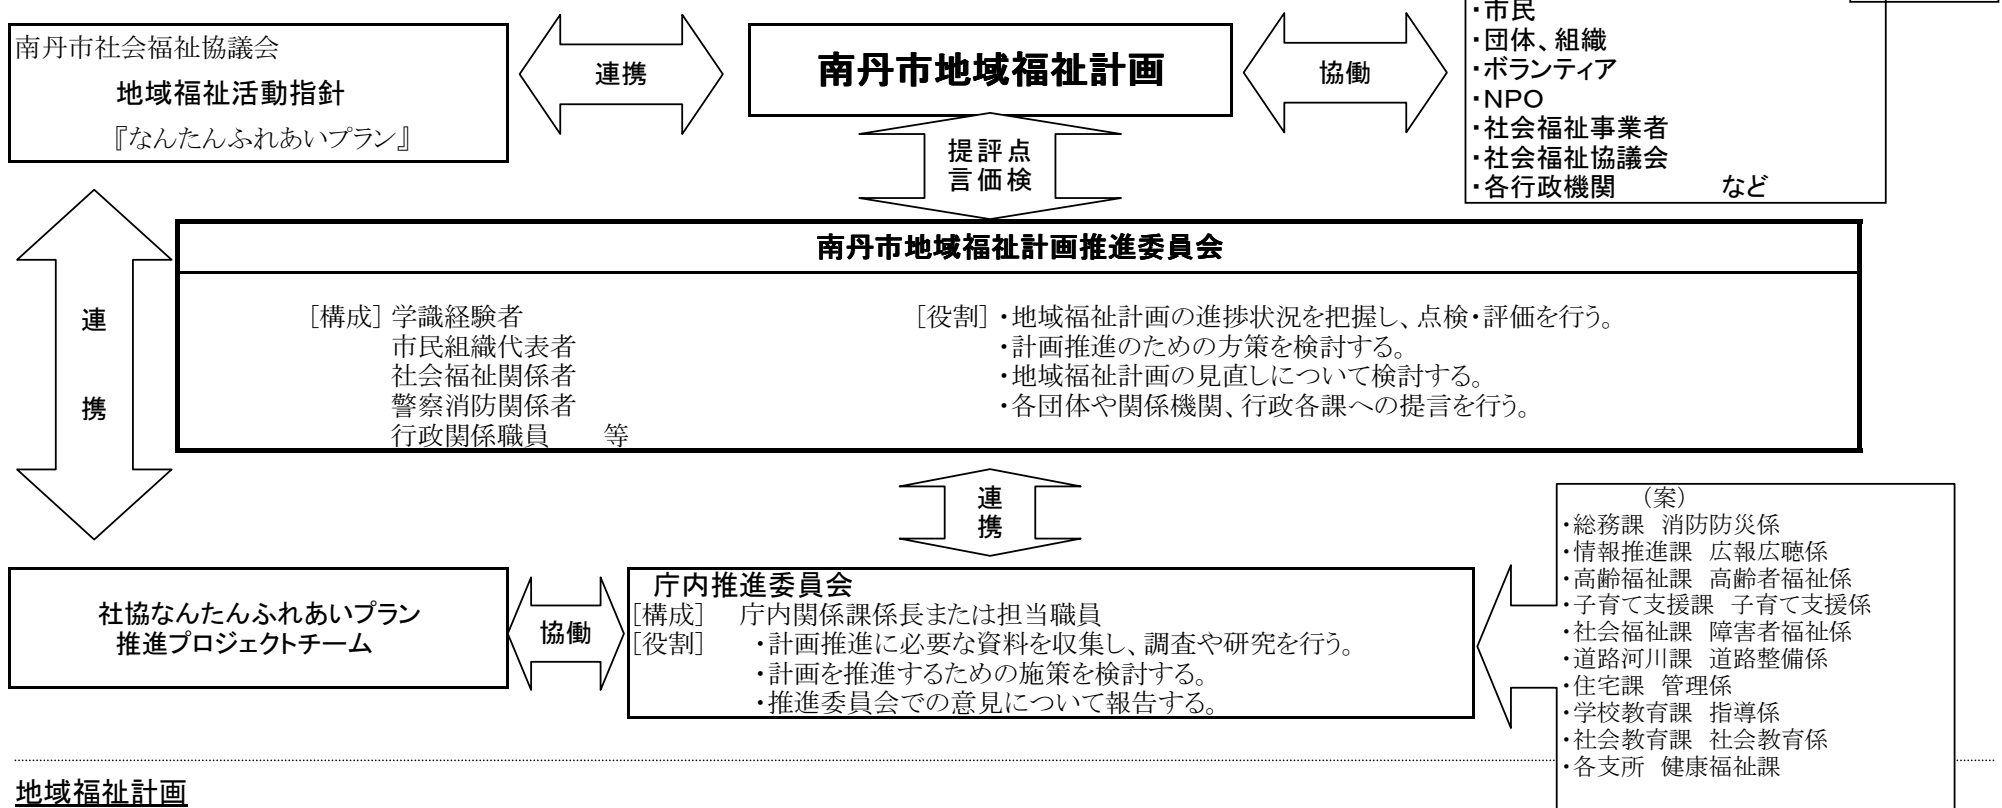 南丹市社会福祉協議会
地域福祉活動指針
『なんたんふれあいプラン』
連携
南丹市地域福祉計画
協働
・市民
・団体、組織
・ボランティア
・NPO
・社会福祉事業者
・社会福祉協議会
・各行政機関 など
提評点
言価検
連
携
南丹市地域福祉計画推進委員会
[構成] 学識経験者
市民組織代表者
社会福祉関係者
警察消防関係者
行政関係職員 等
[役割] ・地域福祉計画の進捗状況を把握し、点検・評価を行う。
・計画推進のための方策を検討する。
・地域福祉計画の見直しについて検討する。
・各団体や関係機関、行政各課への提言を行う。
連
携
社協なんたんふれあいプラン
推進プロジェクトチーム
協働
庁内推進委員会
[構成] 庁内関係課係長または担当職員
[役割] ・計画推進に必要な資料を収集し、調査や研究を行う。
・計画を推進するための施策を検討する。
・推進委員会での意見について報告する。
（案）
・総務課 消防防災係
・情報推進課 広報広聴係
・高齢福祉課 高齢者福祉係
・子育て支援課 子育て支援係
・社会福祉課 障害者福祉係
・道路河川課 道路整備係
・住宅課 管理係
・学校教育課 指導係
・社会教育課 社会教育係
・各支所 健康福祉課
地域福祉計画